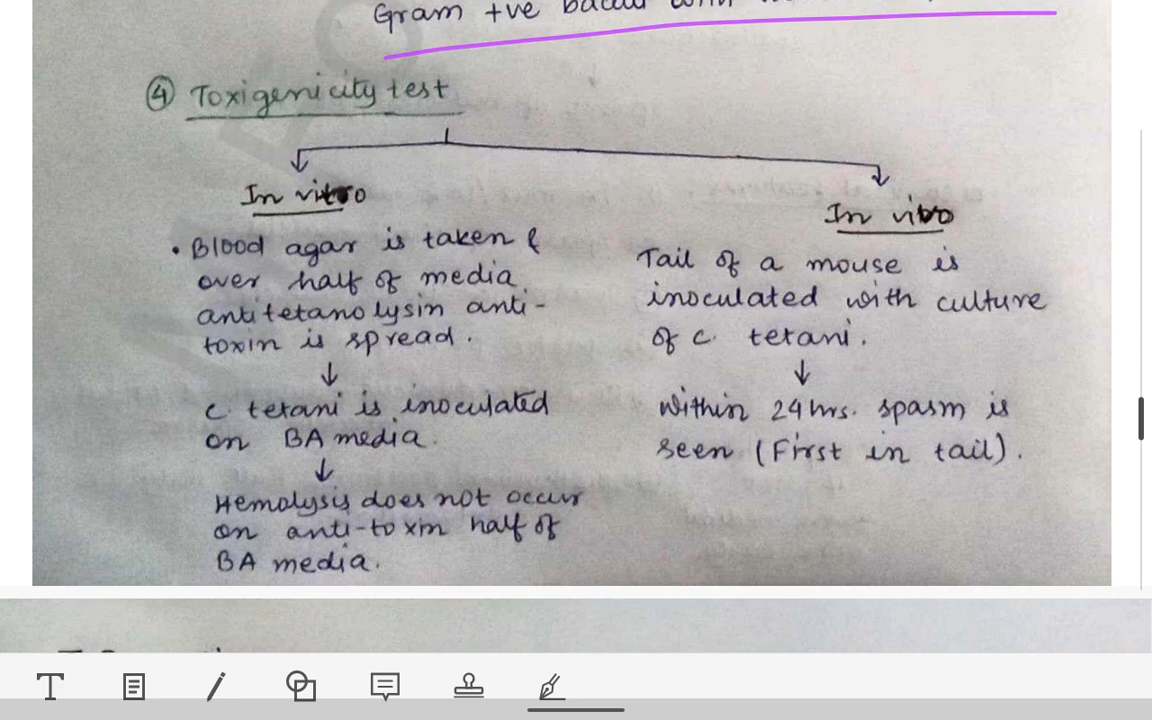 Gram +ve bacilli with
④ Toxigenicity test
In vitro
• Blood agar is taken &
over half of media
antitetanolysin anti-
toxin is spread.
↓
C. tetani is inoculated
on BA media.
↓
Hemolysis does not occur
on anti-toxin half of
BA media.
In vivo
Tail of a mouse is
inoculated with culture
of C. tetani.
↓
Within 24 hrs. spasm is
seen (First in tail).
T